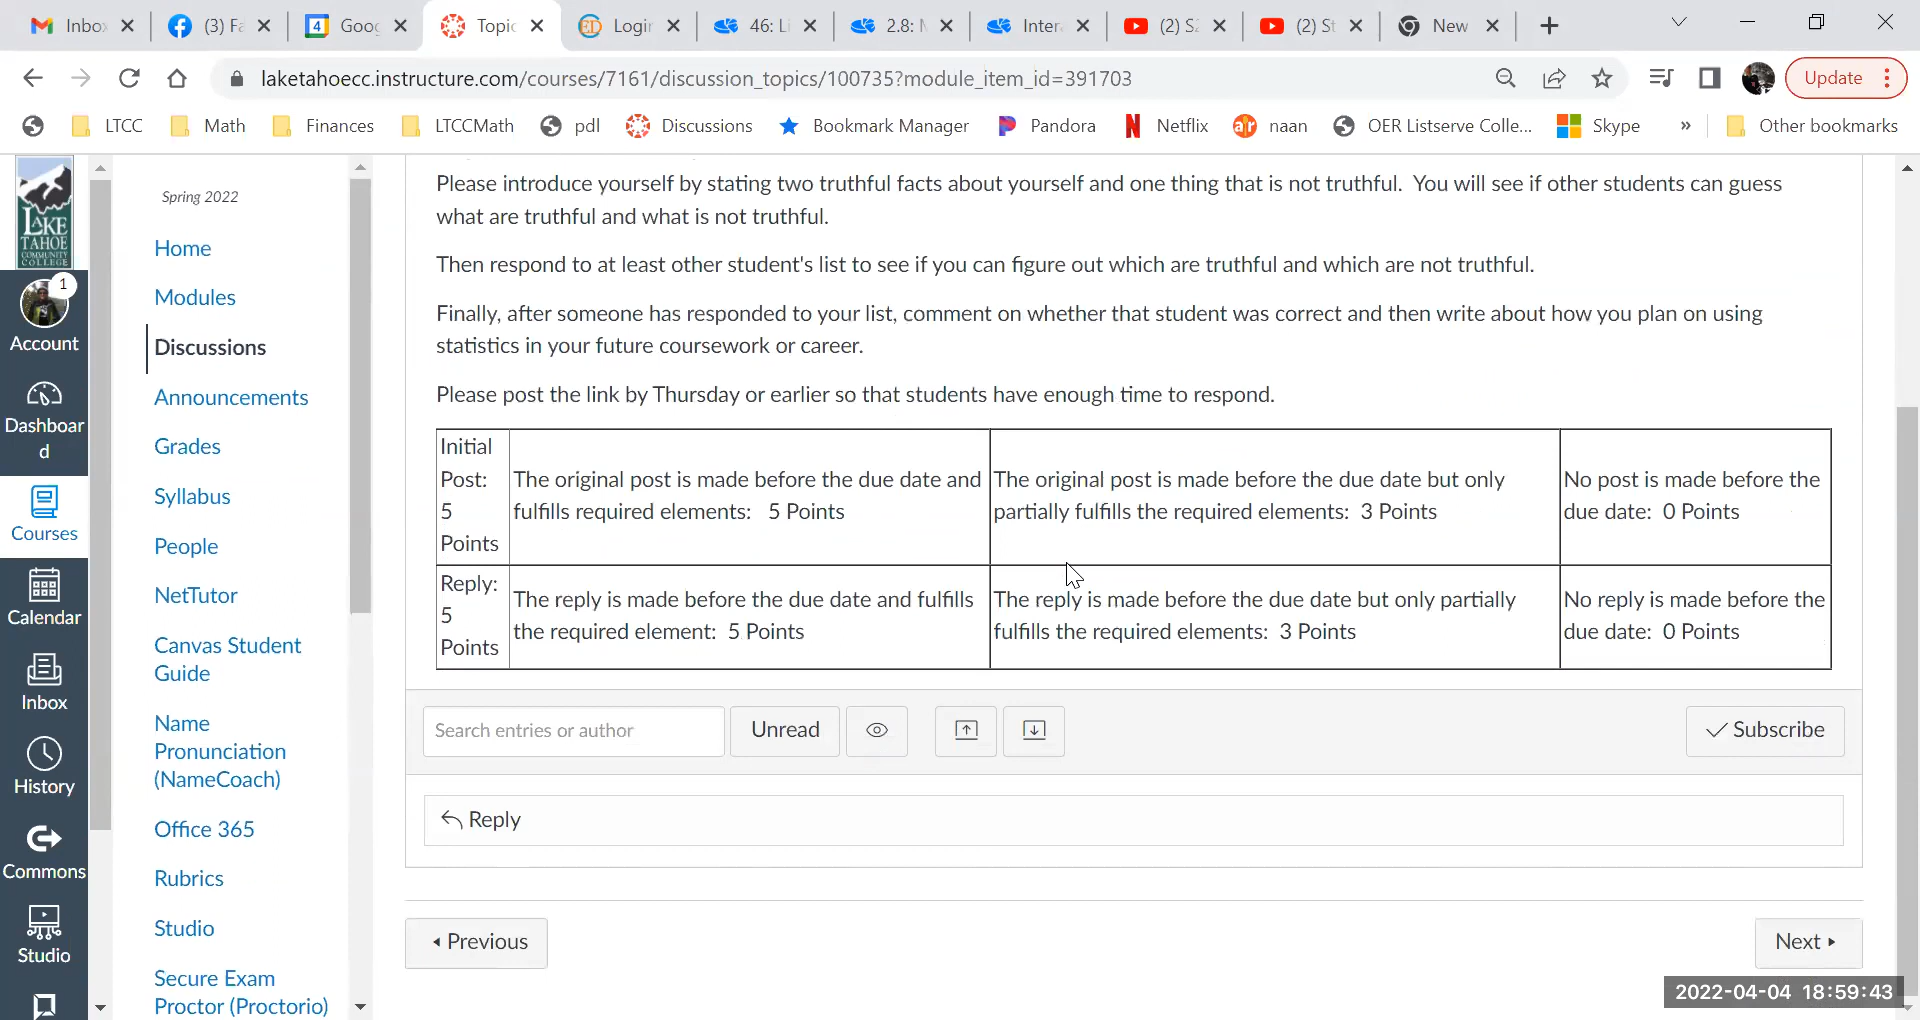 Inbo
(3) Fa
4
Goog
Topic
ED
Login
46: Li
2.8: M
Inter
(2) S2
(2) St
New
laketahoecc.instructure.com/courses/7161/discussion_topics/100735?module_item_id=391703
Update
LTCC
Math
Finances
LTCCMath
pdl
Discussions
Bookmark Manager
Pandora
Netflix
naan
OER Listserve Colle...
Skype
»
Other bookmarks
LAKE
TAHOE
COMMUNITY
COLLEGE
1
Account
Dashboar
d
Courses
Calendar
Inbox
History
Commons
Studio
Spring 2022
Home
Modules
Discussions
Announcements
Grades
Syllabus
People
NetTutor
Canvas Student
Guide
Name
Pronunciation
(NameCoach)
Office 365
Rubrics
Studio
Secure Exam
Proctor (Proctorio)
Please introduce yourself by stating two truthful facts about yourself and one thing that is not truthful. You will see if other students can guess
what are truthful and what is not truthful.
Then respond to at least other student's list to see if you can figure out which are truthful and which are not truthful.
Finally, after someone has responded to your list, comment on whether that student was correct and then write about how you plan on using
statistics in your future coursework or career.
Please post the link by Thursday or earlier so that students have enough time to respond.
Initial
Post:
5
Points
The original post is made before the due date and
fulfills required elements: 5 Points
The original post is made before the due date but only
partially fulfills the required elements: 3 Points
No post is made before the
due date: 0 Points
Reply:
5
Points
The reply is made before the due date and fulfills
the required element: 5 Points
The reply is made before the due date but only partially
fulfills the required elements: 3 Points
No reply is made before the
due date: 0 Points
Search entries or author
Unread
Subscribe
Reply
Previous
Next
2022-04-04 18:59:43